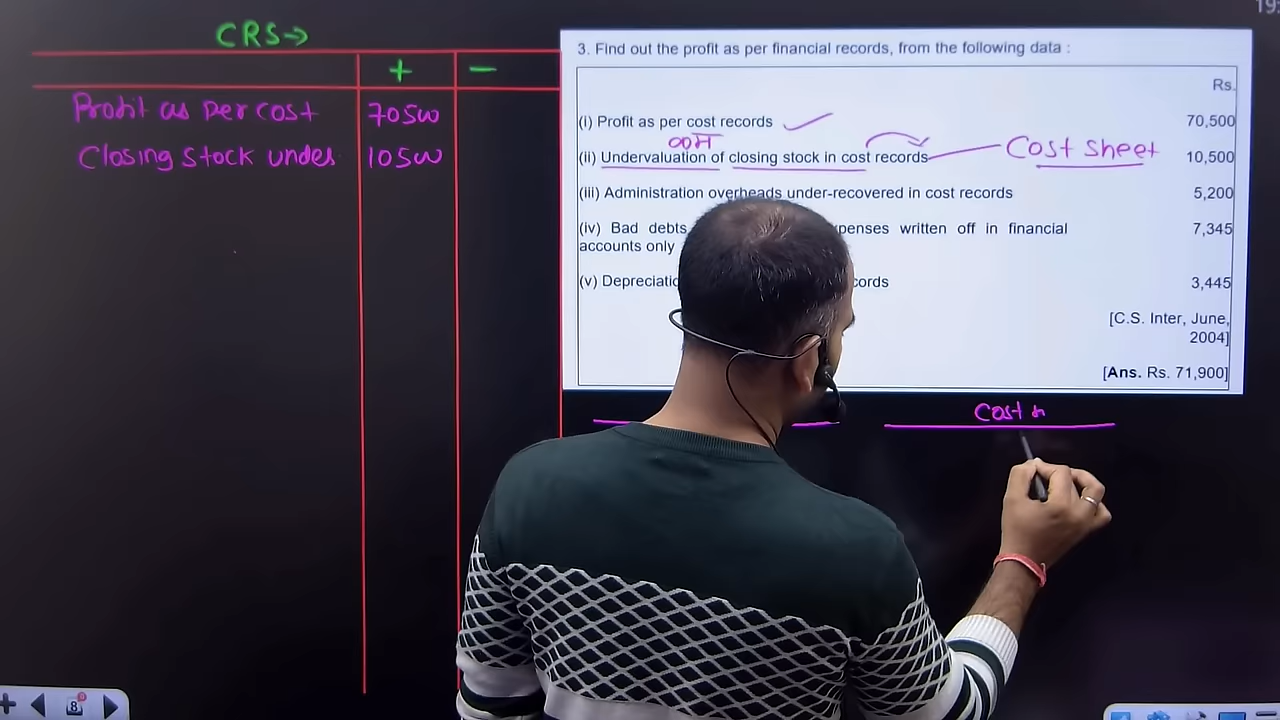 19:
CRS→
+ −
Profit as per cost 70500
Closing stock under 10500
3. Find out the profit as per financial records, from the following data :
Rs.
(i) Profit as per cost records 70,500
कम
(ii) Undervaluation of closing stock in cost records Cost sheet 10,500
(iii) Administration overheads under-recovered in cost records 5,200
(iv) Bad debts penses written off in financial 7,345
accounts only
(v) Depreciatio cords 3,445
[C.S. Inter, June,
2004]
[Ans. Rs. 71,900]
Cost
8